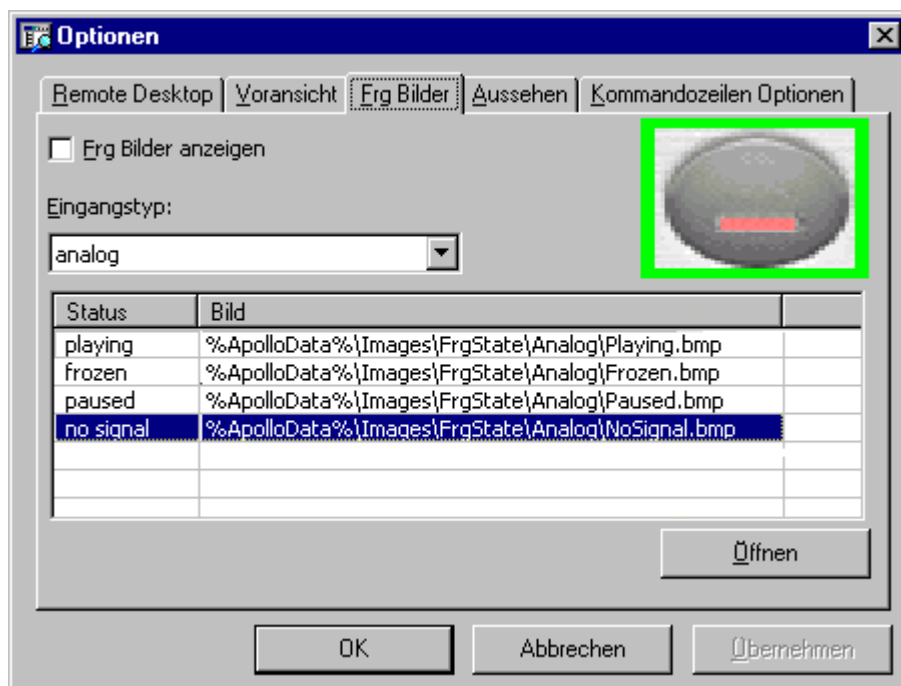 Optionen
Remote Desktop Voransicht Frg Bilder Aussehen Kommandozeilen Optionen
Frg Bilder anzeigen
Eingangstyp:
analog
Status Bild
playing %ApolloData%\Images\FrgState\Analog\Playing.bmp
frozen %ApolloData%\Images\FrgState\Analog\Frozen.bmp
paused %ApolloData%\Images\FrgState\Analog\Paused.bmp
no signal %ApolloData%\Images\FrgState\Analog\NoSignal.bmp
Öffnen
OK Abbrechen Übernehmen